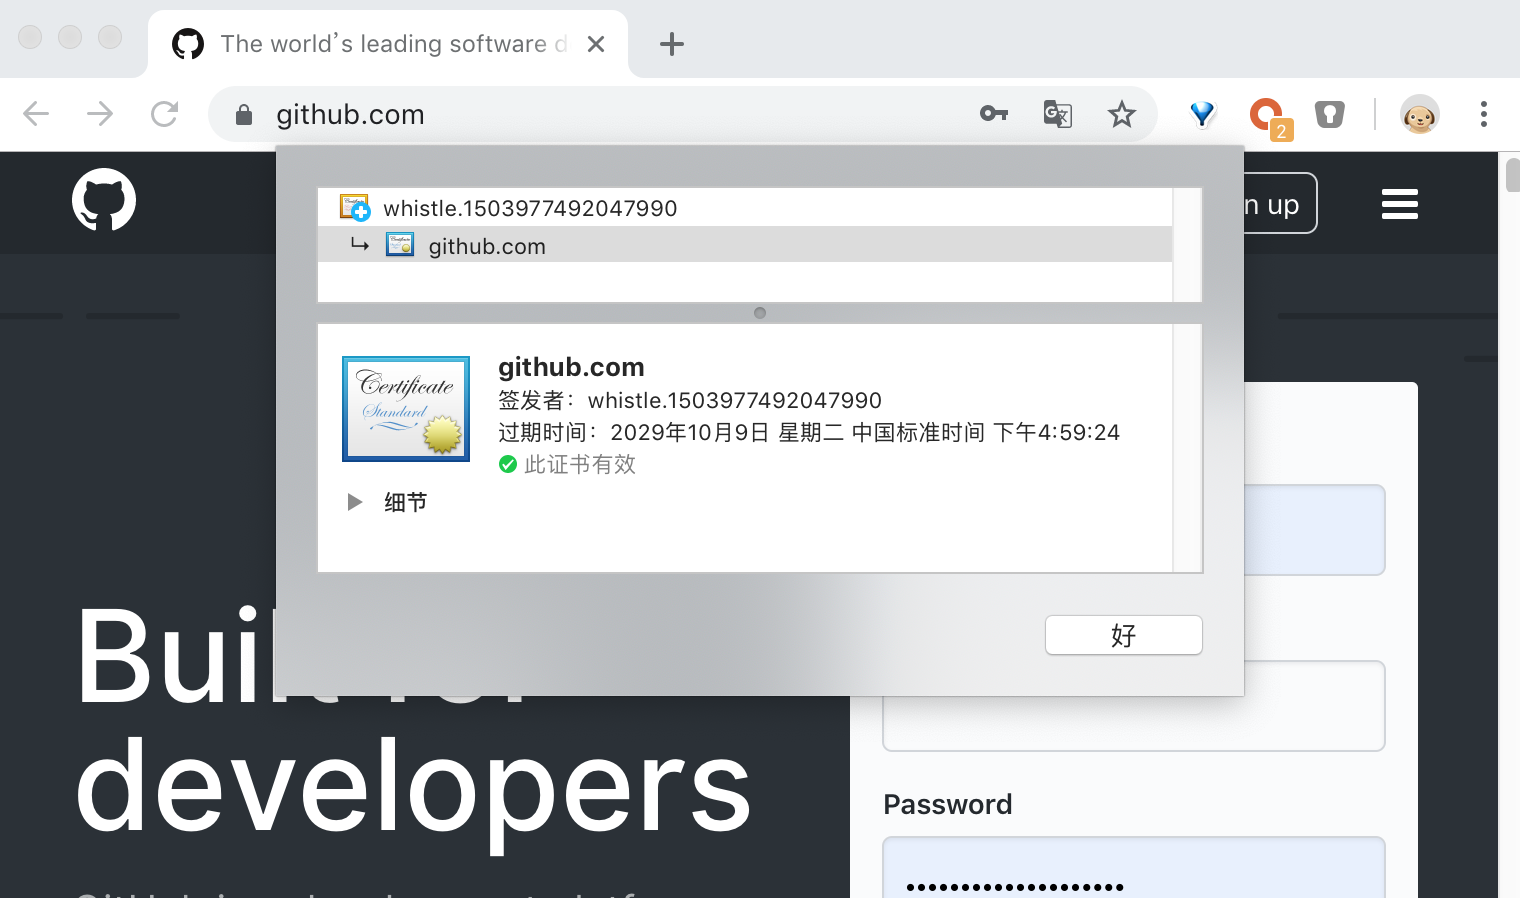 The world's leading software d
github.com
2
whistle.1503977492047990
github.com
n up
Certificate
Standard
github.com
签发者：whistle.1503977492047990
过期时间：2029年10月9日 星期二 中国标准时间 下午4:59:24
此证书有效
细节
好
Built for
developers
Password